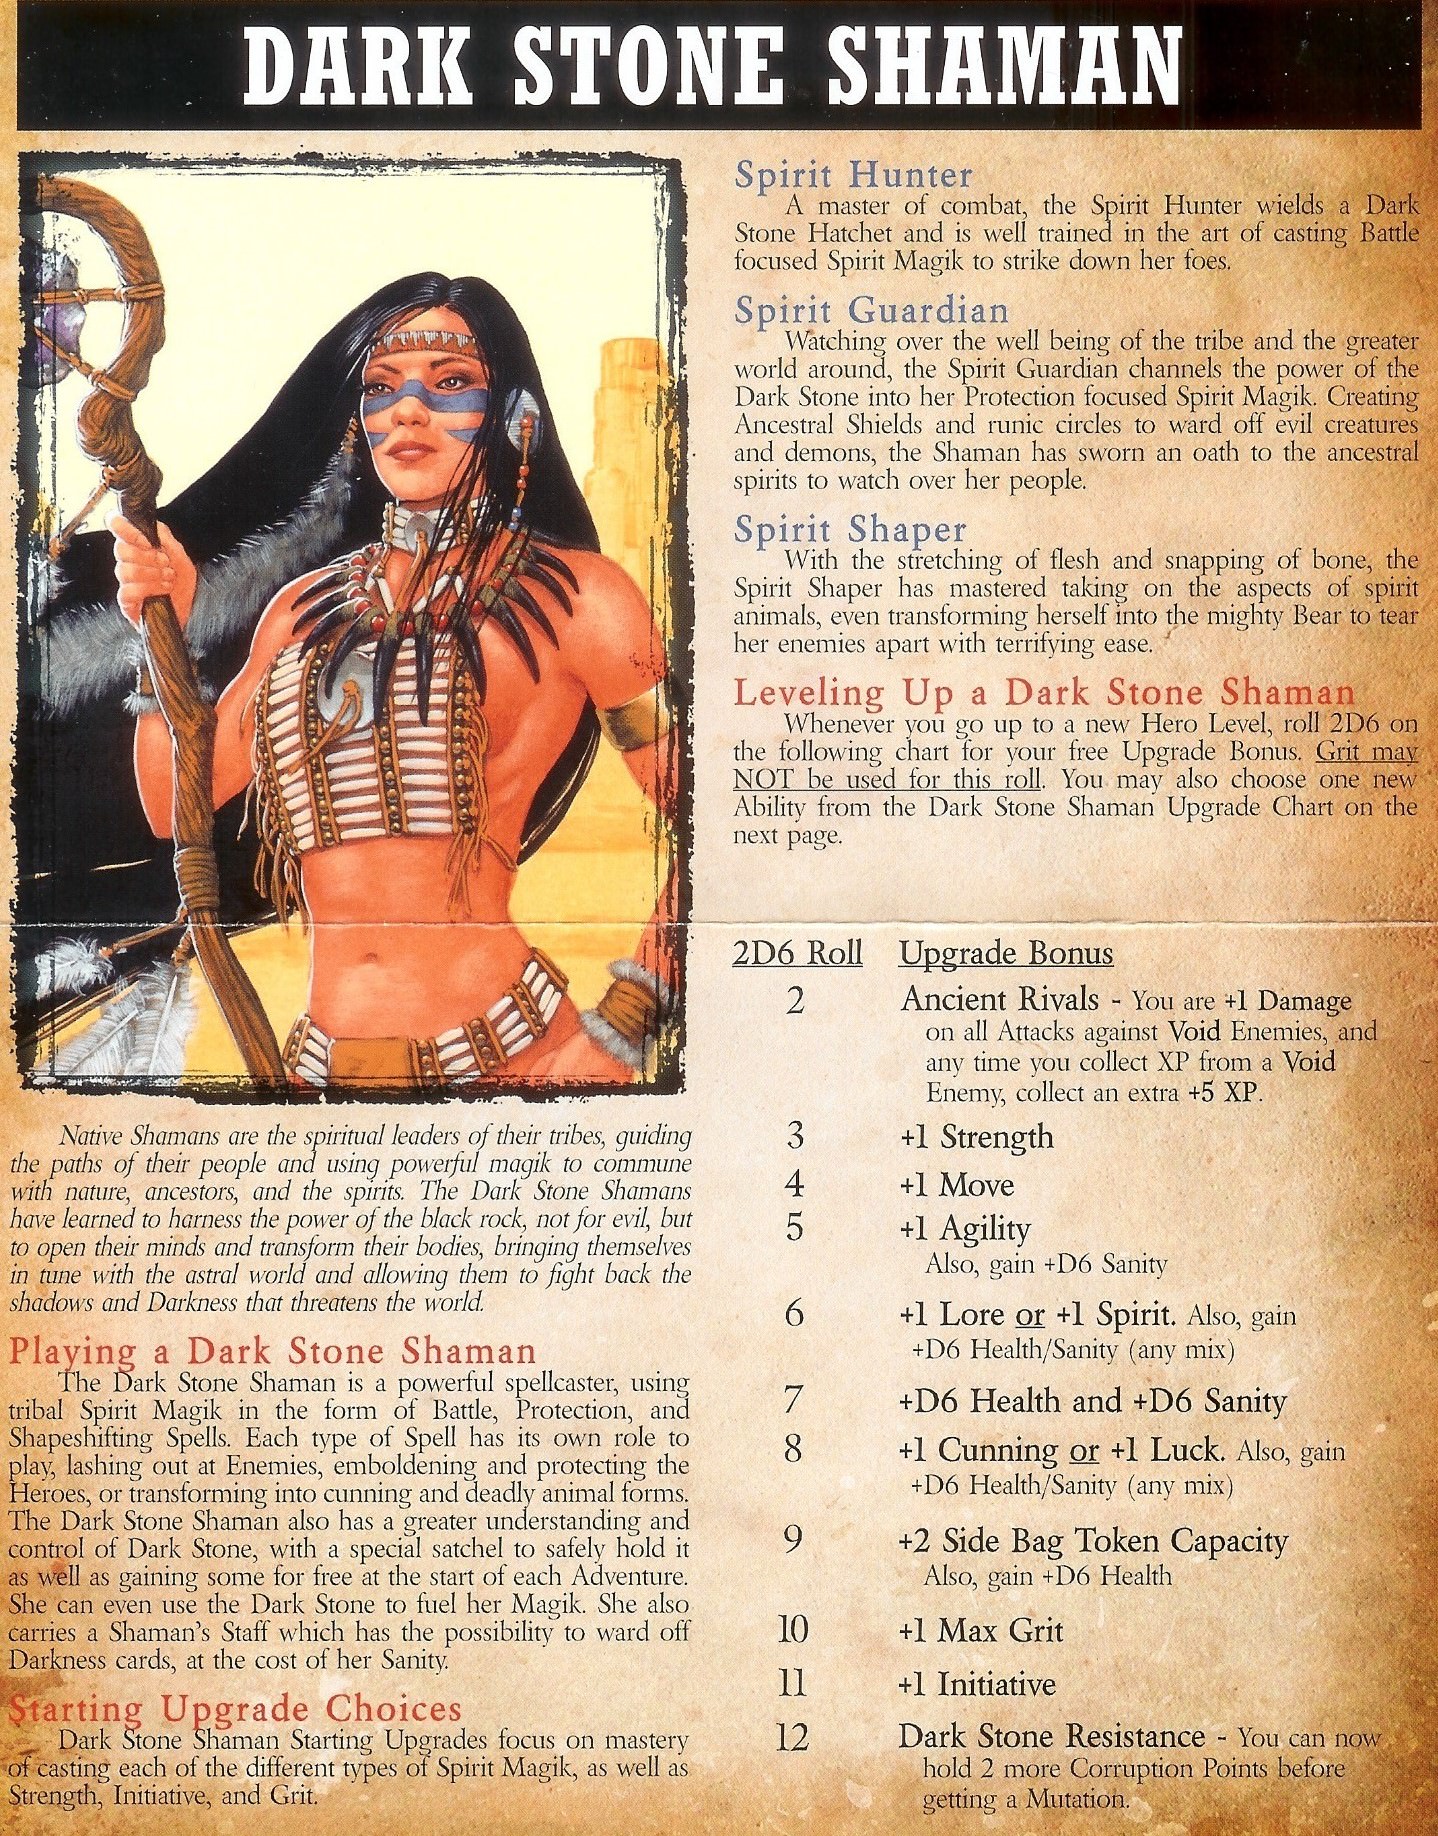 DARK STONE SHAMAN
Native Shamans are the spiritual leaders of their tribes, guiding
the paths of their people and using powerful magik to commune
with nature, ancestors, and the spirits. The Dark Stone Shamans
have learned to harness the power of the black rock, not for evil, but
to open their minds and transform their bodies, bringing themselves
in tune with the astral world and allowing them to fight back the
shadows and Darkness that threatens the world.
Playing a Dark Stone Shaman
The Dark Stone Shaman is a powerful spellcaster, using
tribal Spirit Magik in the form of Battle, Protection, and
Shapeshifting Spells. Each type of Spell has its own role to
play, lashing out at Enemies, emboldening and protecting the
Heroes, or transforming into cunning and deadly animal forms.
The Dark Stone Shaman also has a greater understanding and
control of Dark Stone, with a special satchel to safely hold it
as well as gaining some for free at the start of each Adventure.
She can even use the Dark Stone to fuel her Magik. She also
carries a Shaman's Staff which has the possibility to ward off
Darkness cards, at the cost of her Sanity.
Starting Upgrade Choices
Dark Stone Shaman Starting Upgrades focus on mastery
of casting each of the different types of Spirit Magik, as well as
Strength, Initiative, and Grit.
Spirit Hunter
A master of combat, the Spirit Hunter wields a Dark
Stone Hatchet and is well trained in the art of casting Battle
focused Spirit Magik to strike down her foes.
Spirit Guardian
Watching over the well being of the tribe and the greater
world around, the Spirit Guardian channels the power of the
Dark Stone into her Protection focused Spirit Magik. Creating
Ancestral Shields and runic circles to ward off evil creatures
and demons, the Shaman has sworn an oath to the ancestral
spirits to watch over her people.
Spirit Shaper
With the stretching of flesh and snapping of bone, the
Spirit Shaper has mastered taking on the aspects of spirit
animals, even transforming herself into the mighty Bear to tear
her enemies apart with terrifying ease.
Leveling Up a Dark Stone Shaman
Whenever you go up to a new Hero Level, roll 2D6 on
the following chart for your free Upgrade Bonus. Grit may
NOT be used for this roll. You may also choose one new
Ability from the Dark Stone Shaman Upgrade Chart on the
next page.
2D6 Roll Upgrade Bonus
2 Ancient Rivals - You are +1 Damage
on all Attacks against Void Enemies, and
any time you collect XP from a Void
Enemy, collect an extra +5 XP.
3 +1 Strength
4 +1 Move
5 +1 Agility
Also, gain +D6 Sanity
6 +1 Lore or +1 Spirit. Also, gain
+D6 Health/Sanity (any mix)
7 +D6 Health and +D6 Sanity
8 +1 Cunning or +1 Luck. Also, gain
+D6 Health/Sanity (any mix)
9 +2 Side Bag Token Capacity
Also, gain +D6 Health
10 +1 Max Grit
11 +1 Initiative
12 Dark Stone Resistance - You can now
hold 2 more Corruption Points before
getting a Mutation.